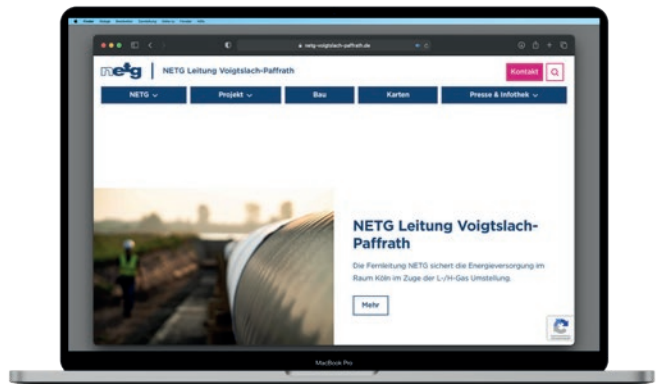 netg-voigtslach-paffrath.de
netg
NETG Leitung Voigtslach-Paffrath
Kontakt
NETG
Projekt
Bau
Karten
Presse & Infothek
NETG Leitung Voigtslach-
Paffrath
Die Fernleitung NETG sichert die Energieversorgung im
Raum Köln im Zuge der L-/H-Gas Umstellung.
Mehr
MacBook Pro